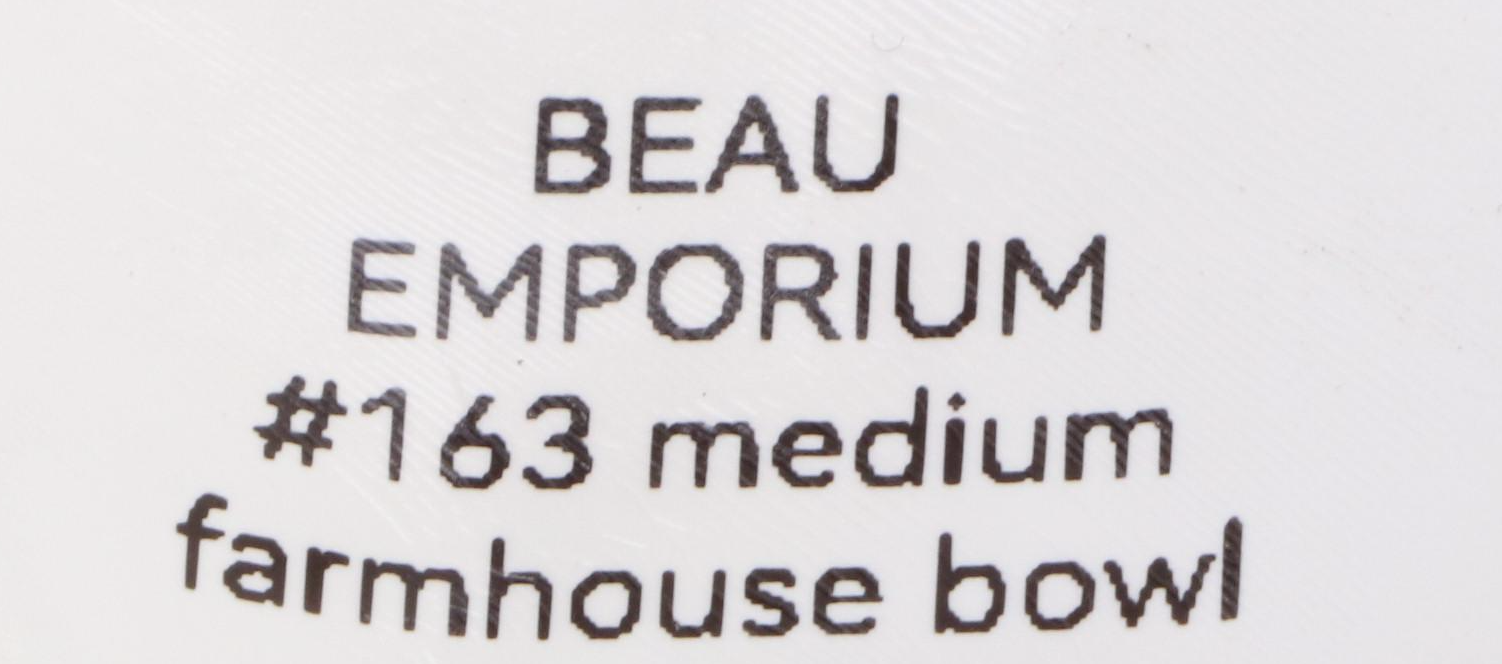 BEAU
EMPORIUM
#163 medium
farmhouse bowl